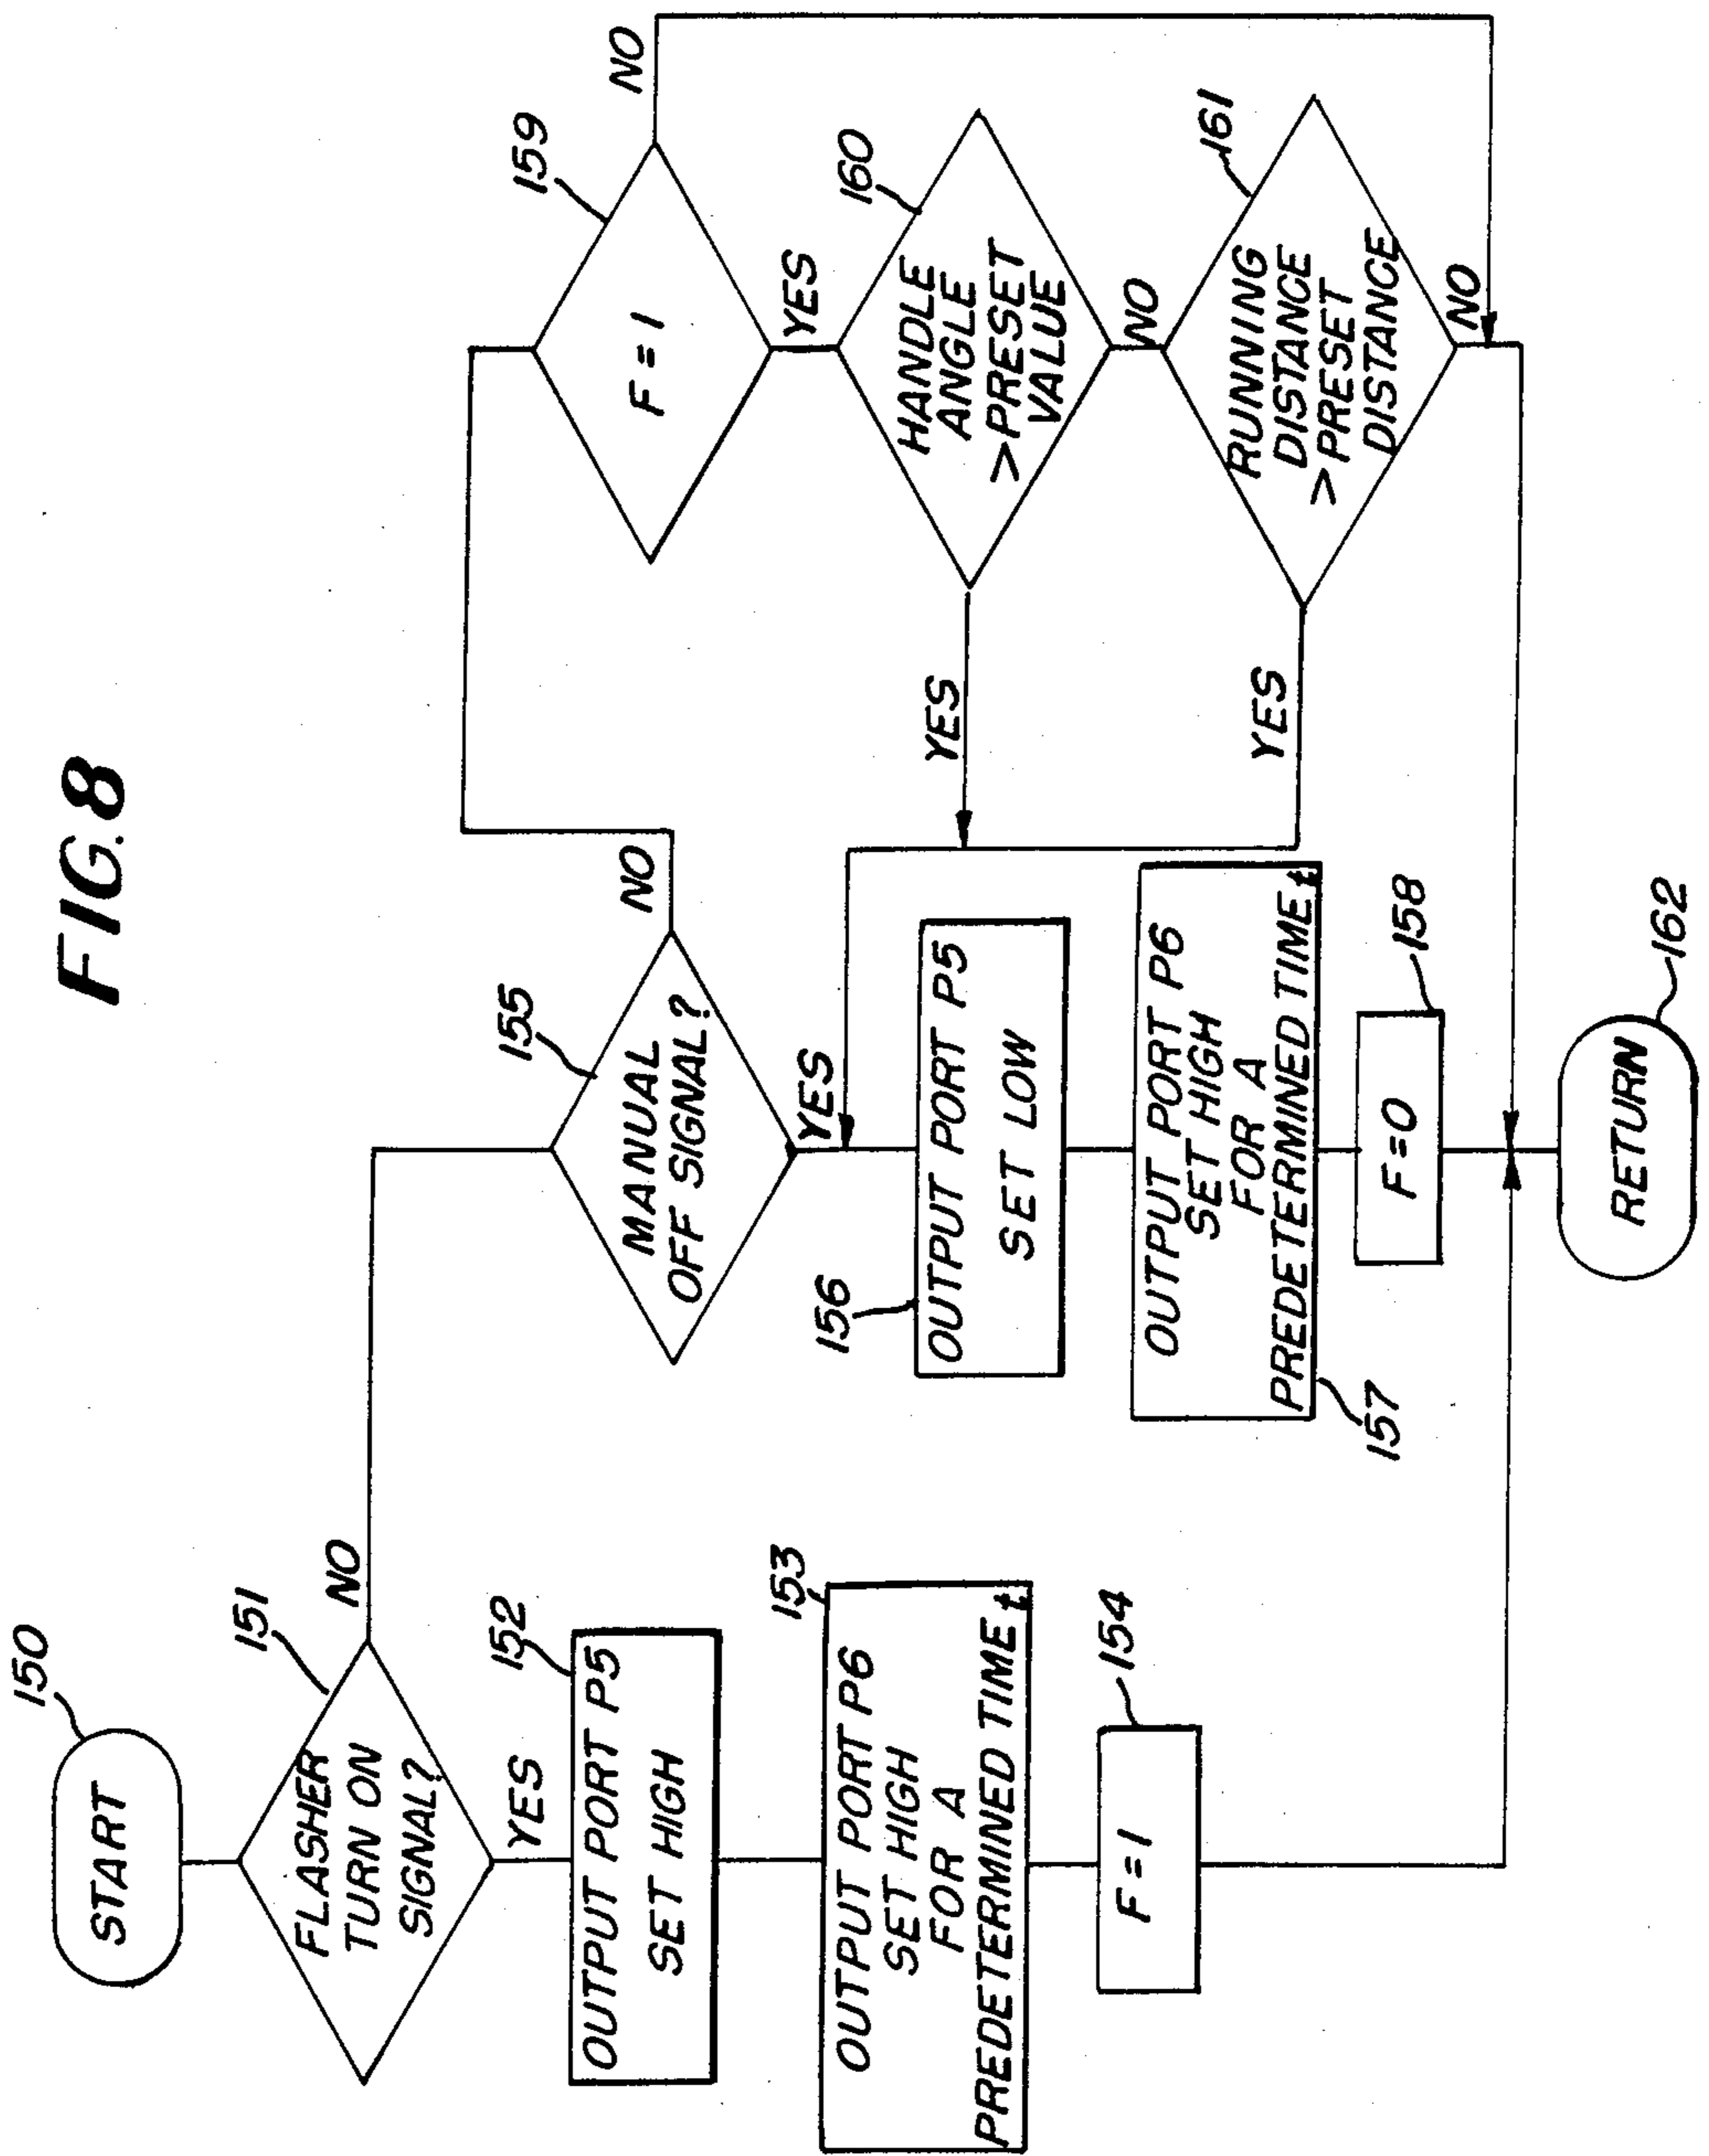 FIG. 8
150
START
151
FLASHER
TURN ON
SIGNAL?
NO
YES
152
OUTPUT PORT P5
SET HIGH
153
OUTPUT PORT P6
SET HIGH
FOR A
PREDETERMINED TIME t
154
F=1
155
MANUAL
OFF SIGNAL?
NO
YES
156
OUTPUT PORT P5
SET LOW
OUTPUT PORT P6
SET HIGH
FOR A
PREDETERMINED TIME t
157
158
F=0
159
F=1
NO
YES
160
HANDLE
ANGLE
>PRESET
VALUE
YES
NO
161
RUNNING
DISTANCE
>PRESET
DISTANCE
YES
NO
RETURN
162